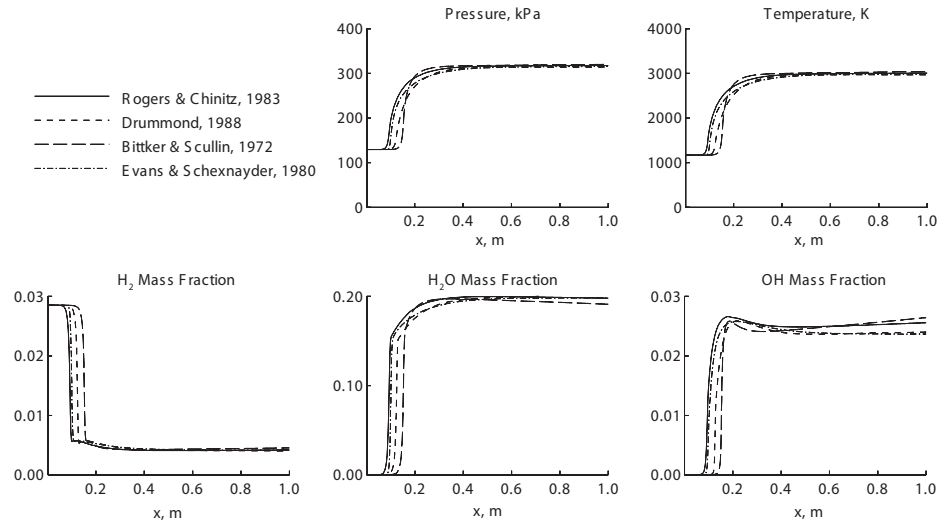 Pressure, kPa
400
300
200
100
0
0.2 0.4 0.6 0.8 1.0
x, m
Temperature, K
4000
3000
2000
1000
0
0.2 0.4 0.6 0.8 1.0
x, m
Rogers & Chinitz, 1983
Drummond, 1988
Bittker & Scullin, 1972
Evans & Schexnayder, 1980
H2 Mass Fraction
0.03
0.02
0.01
0.00
0.2 0.4 0.6 0.8 1.0
x, m
H2O Mass Fraction
0.20
0.10
0.00
0.2 0.4 0.6 0.8 1.0
x, m
OH Mass Fraction
0.03
0.02
0.01
0.00
0.2 0.4 0.6 0.8 1.0
x, m